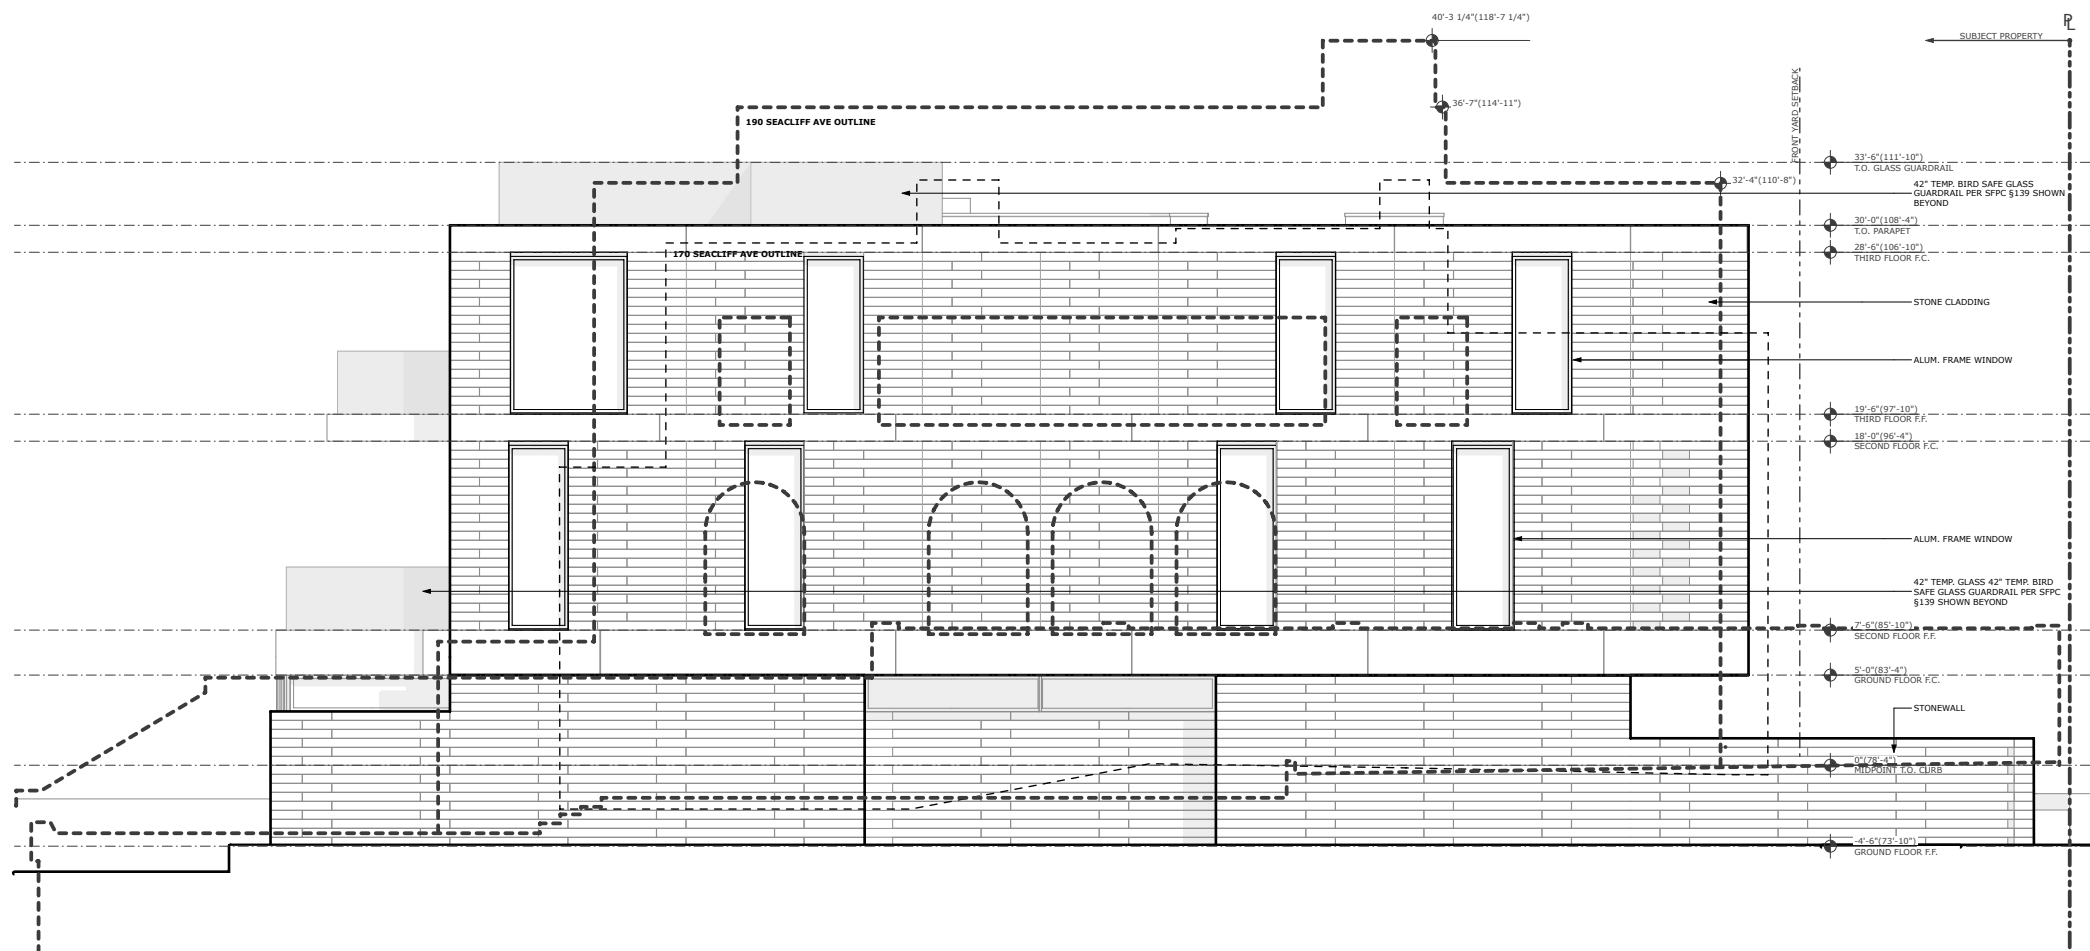 40'-3 1/4"(118'-7 1/4")
PL
SUBJECT PROPERTY
FRONT YARD SETBACK
36'-7"(114'-11")
190 SEACLIFF AVE OUTLINE
33'-6"(111'-10")
T.O. GLASS GUARDRAIL
32'-4"(110'-8")
42" TEMP. BIRD SAFE GLASS
GUARDRAIL PER SFPC §139 SHOWN
BEYOND
30'-0"(108'-4")
T.O. PARAPET
28'-6"(106'-10")
THIRD FLOOR F.C.
170 SEACLIFF AVE OUTLINE
STONE CLADDING
ALUM. FRAME WINDOW
19'-6"(97'-10")
THIRD FLOOR F.F.
18'-0"(96'-4")
SECOND FLOOR F.C.
ALUM. FRAME WINDOW
42" TEMP. GLASS 42" TEMP. BIRD
SAFE GLASS GUARDRAIL PER SFPC
§139 SHOWN BEYOND
7'-6"(85'-10")
SECOND FLOOR F.F.
5'-0"(83'-4")
GROUND FLOOR F.C.
STONEWALL
0"(78'-4")
MIDPOINT T.O. CURB
-4'-6"(73'-10")
GROUND FLOOR F.F.